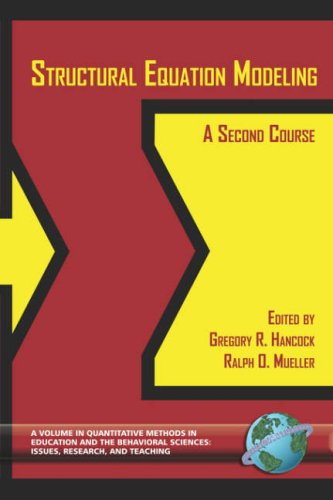 STRUCTURAL EQUATION MODELING
A SECOND COURSE
EDITED BY
GREGORY R. HANCOCK
RALPH O. MUELLER
A VOLUME IN QUANTITATIVE METHODS IN
EDUCATION AND THE BEHAVIORAL SCIENCES:
ISSUES, RESEARCH, AND TEACHING